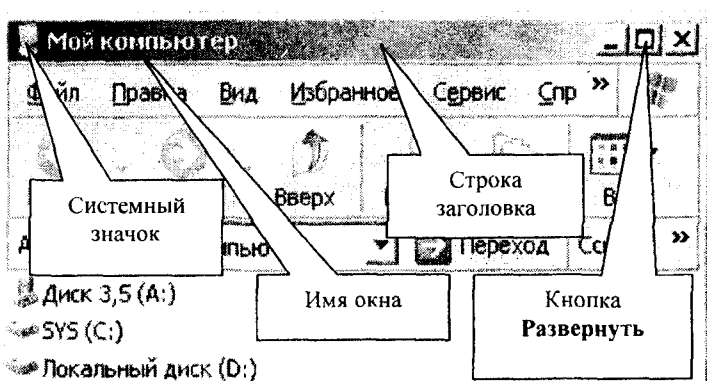 Мой компьютер
Файл Правка Вид Избранное Сервис Спр »
Вверх
Системный
значок
Строка
заголовка
Переход »
Имя окна
Кнопка
Развернуть
Диск 3,5 (A:)
SYS (C:)
Локальный диск (D:)